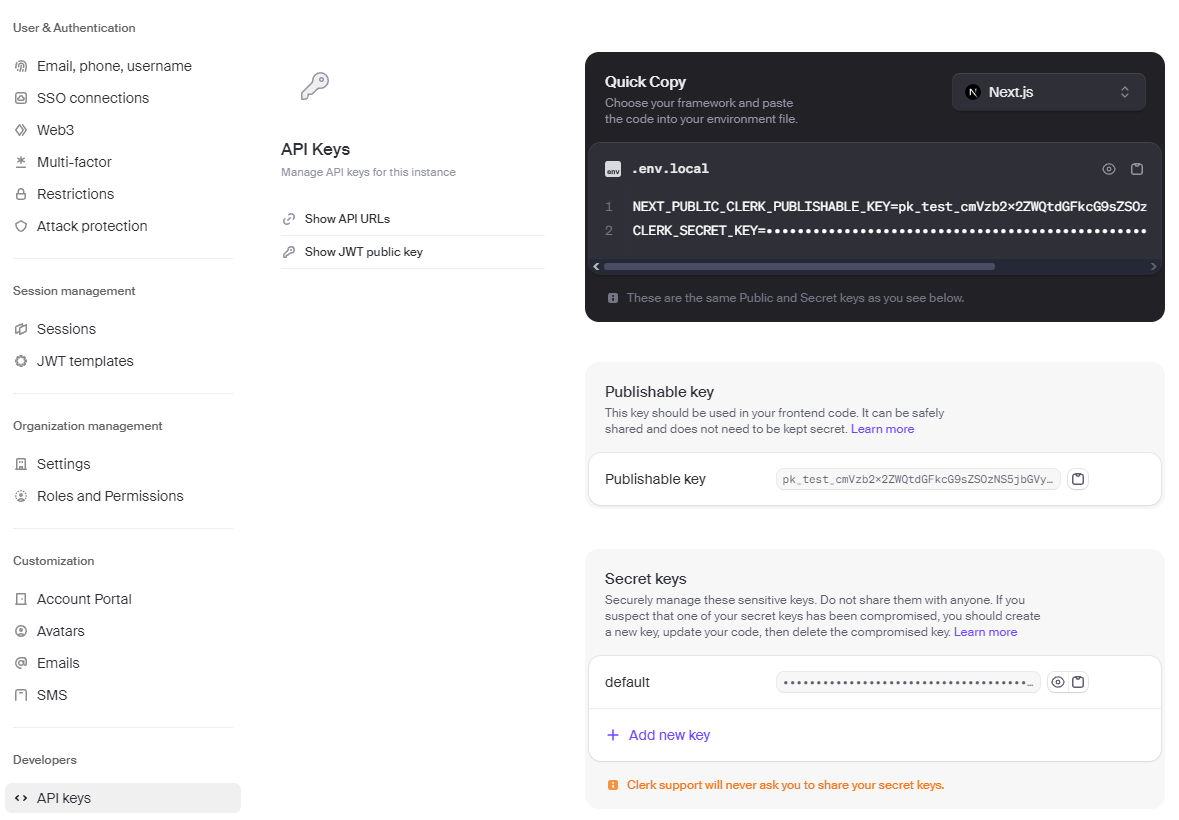 User & Authentication
Email, phone, username
SSO connections
Web3
Multi-factor
Restrictions
Attack protection
Session management
Sessions
JWT templates
Organization management
Settings
Roles and Permissions
Customization
Account Portal
Avatars
Emails
SMS
Developers
API keys
API Keys
Manage API keys for this instance
Show API URLs
Show JWT public key
Quick Copy
Choose your framework and paste
the code into your environment file.
N Next.js
env .env.local
1 NEXT_PUBLIC_CLERK_PUBLISHABLE_KEY=pk_test_cmVzb2x2ZWQtdGFkcG9sZS0z
2 CLERK_SECRET_KEY=•••••••••••••••••••••••••••••••••••••••••••••••••
These are the same Public and Secret keys as you see below.
Publishable key
This key should be used in your frontend code. It can be safely
shared and does not need to be kept secret. Learn more
Publishable key pk_test_cmVzb2x2ZWQtdGFkcG9sZS0zNS5jbGVy…
Secret keys
Securely manage these sensitive keys. Do not share them with anyone. If you
suspect that one of your secret keys has been compromised, you should create
a new key, update your code, then delete the compromised key. Learn more
default ••••••••••••••••••••••••••••••••••••••…
Add new key
Clerk support will never ask you to share your secret keys.